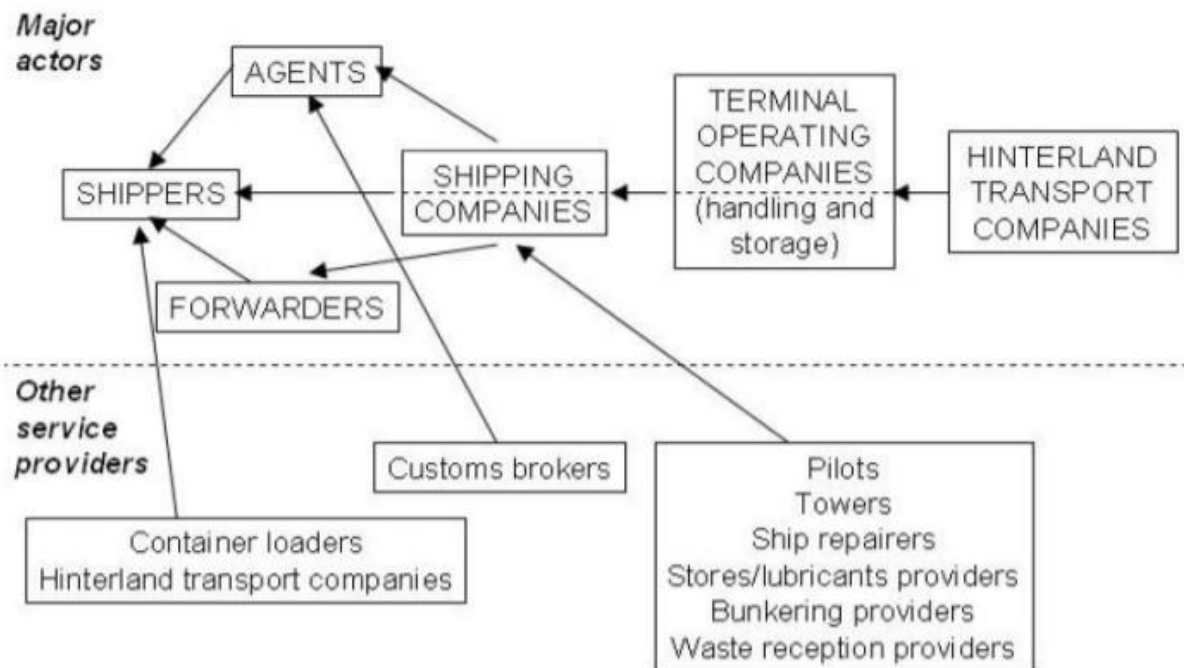 Major
actors
AGENTS
SHIPPERS
FORWARDERS
SHIPPING
COMPANIES
TERMINAL
OPERATING
COMPANIES
(handling and
storage)
HINTERLAND
TRANSPORT
COMPANIES
Other
service
providers
Customs brokers
Container loaders
Hinterland transport companies
Pilots
Towers
Ship repairers
Stores/lubricants providers
Bunkering providers
Waste reception providers